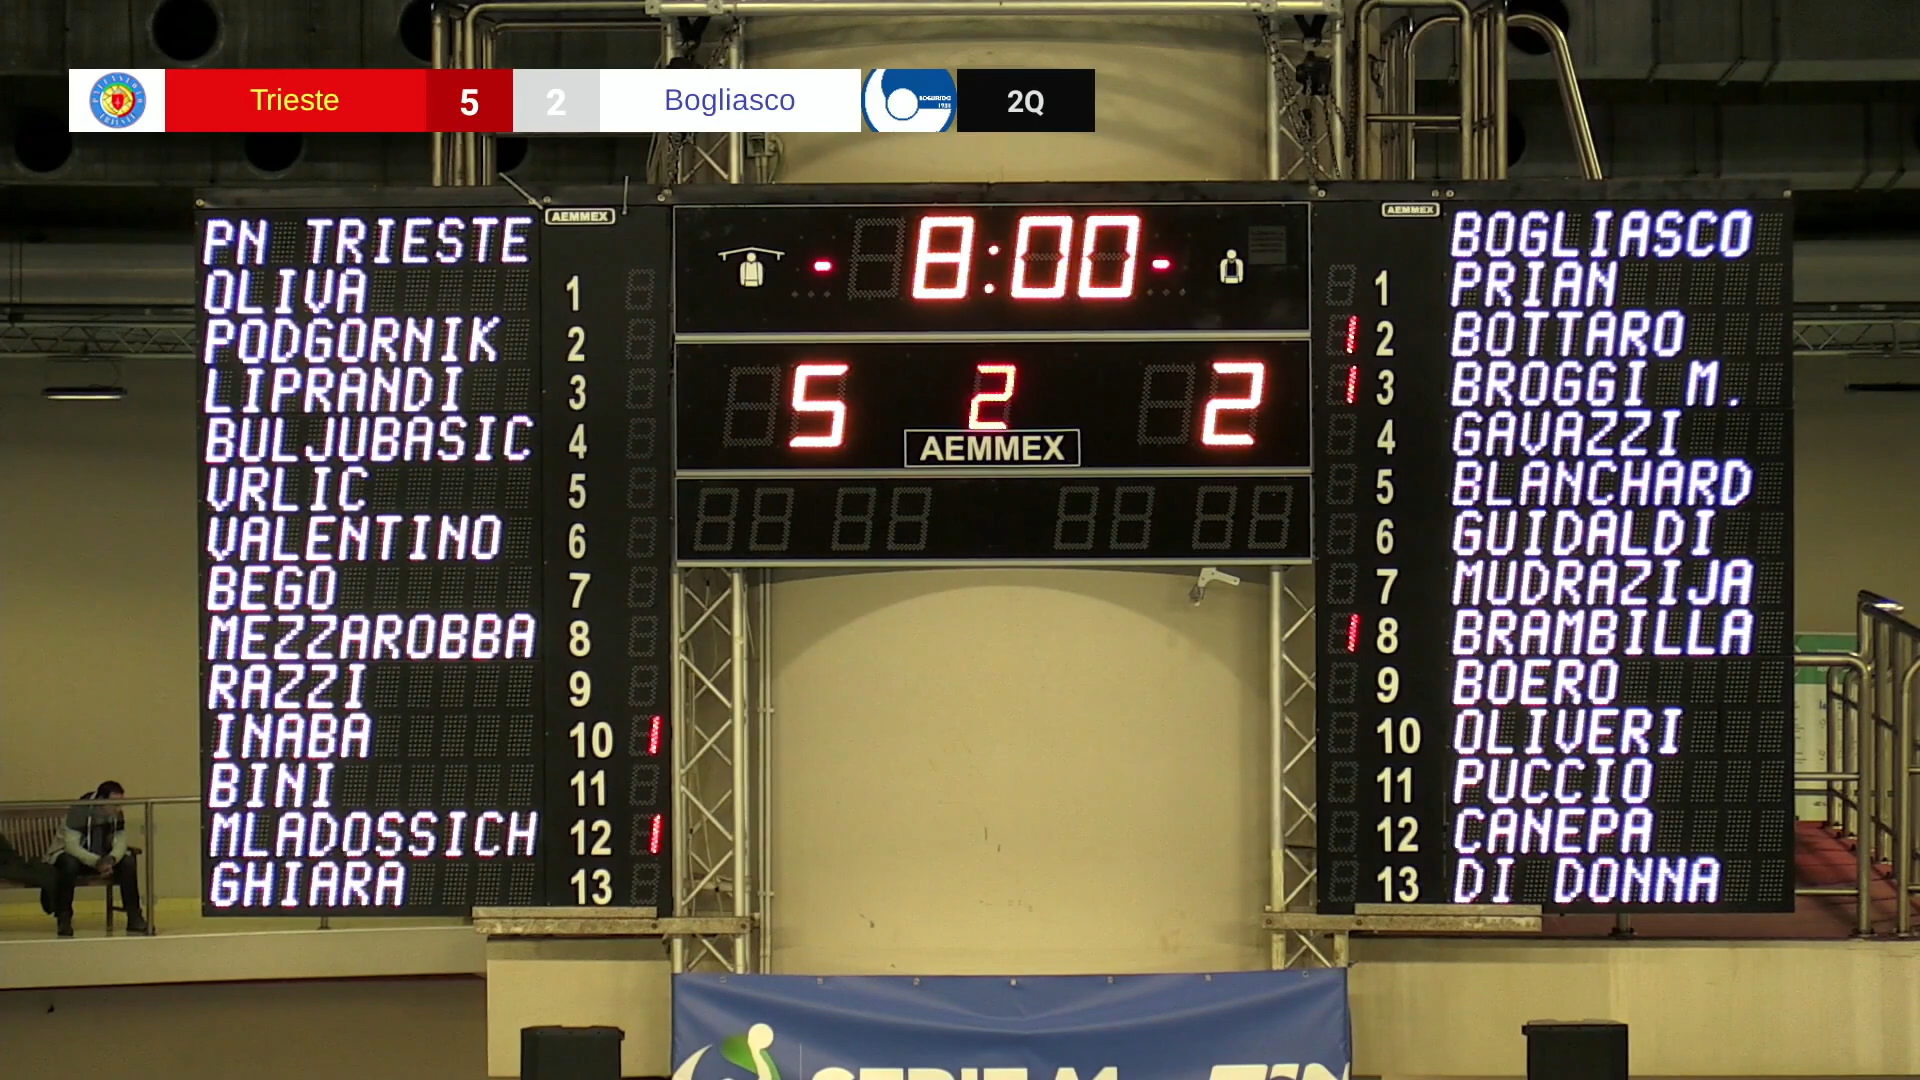 Trieste 5 2 Bogliasco 2Q
AEMMEX
AEMMEX
PN TRIESTE
OLIVA 1
PODGORNIK 2
LIPRANDI 3
BULJUBASIC 4
VRLIC 5
VALENTINO 6
BEGO 7
MEZZAROBBA 8
RAZZI 9
INABA 10 1
BINI 11
MLADOSSICH 12 1
GHIARA 13
8:00
5 2 2
AEMMEX
BOGLIASCO
1 PRIAN
1 2 BOTTARO
1 3 BROGGI M.
4 GAVAZZI
5 BLANCHARD
6 GUIDALDI
7 MUDRAZIJA
1 8 BRAMBILLA
9 BOERO
10 OLIVERI
11 PUCCIO
12 CANEPA
13 DI DONNA
SERIE A1